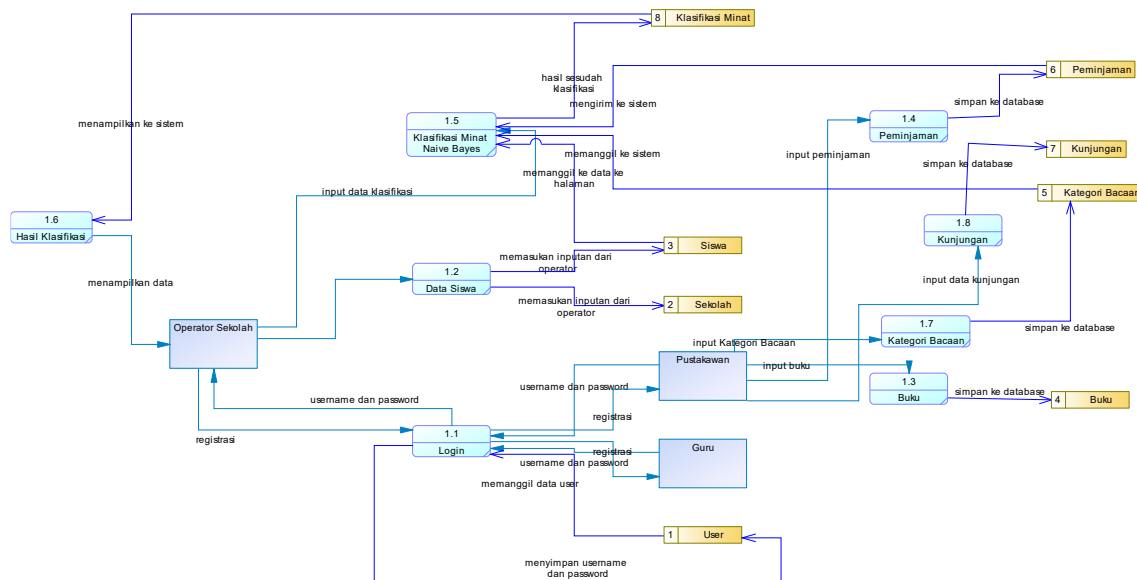 8 Klasifikasi Minat
hasil sesudah
klasifikasi
6 Peminjaman
mengirim ke sistem
simpan ke database
menampilkan ke sistem
1.5
Klasifikasi Minat
Naive Bayes
1.4
Peminjaman
memanggil ke sistem
input peminjaman
7 Kunjungan
simpan ke database
memanggil ke data ke
halaman
input data klasifikasi
5 Kategori Bacaan
1.6
Hasil Klasifikasi
1.8
Kunjungan
3 Siswa
memasukan inputan dari
operator
1.2
Data Siswa
menampilkan data
input data kunjungan
2 Sekolah
memasukan inputan dari
operator
Operator Sekolah
1.7
Kategori Bacaan
simpan ke database
input Kategori Bacaan
Pustakawan
input buku
1.3
Buku
simpan ke database
4 Buku
username dan password
username dan password
registrasi
registrasi
1.1
Login
Guru
registrasi
username dan password
memanggil data user
1 User
menyimpan username
dan password